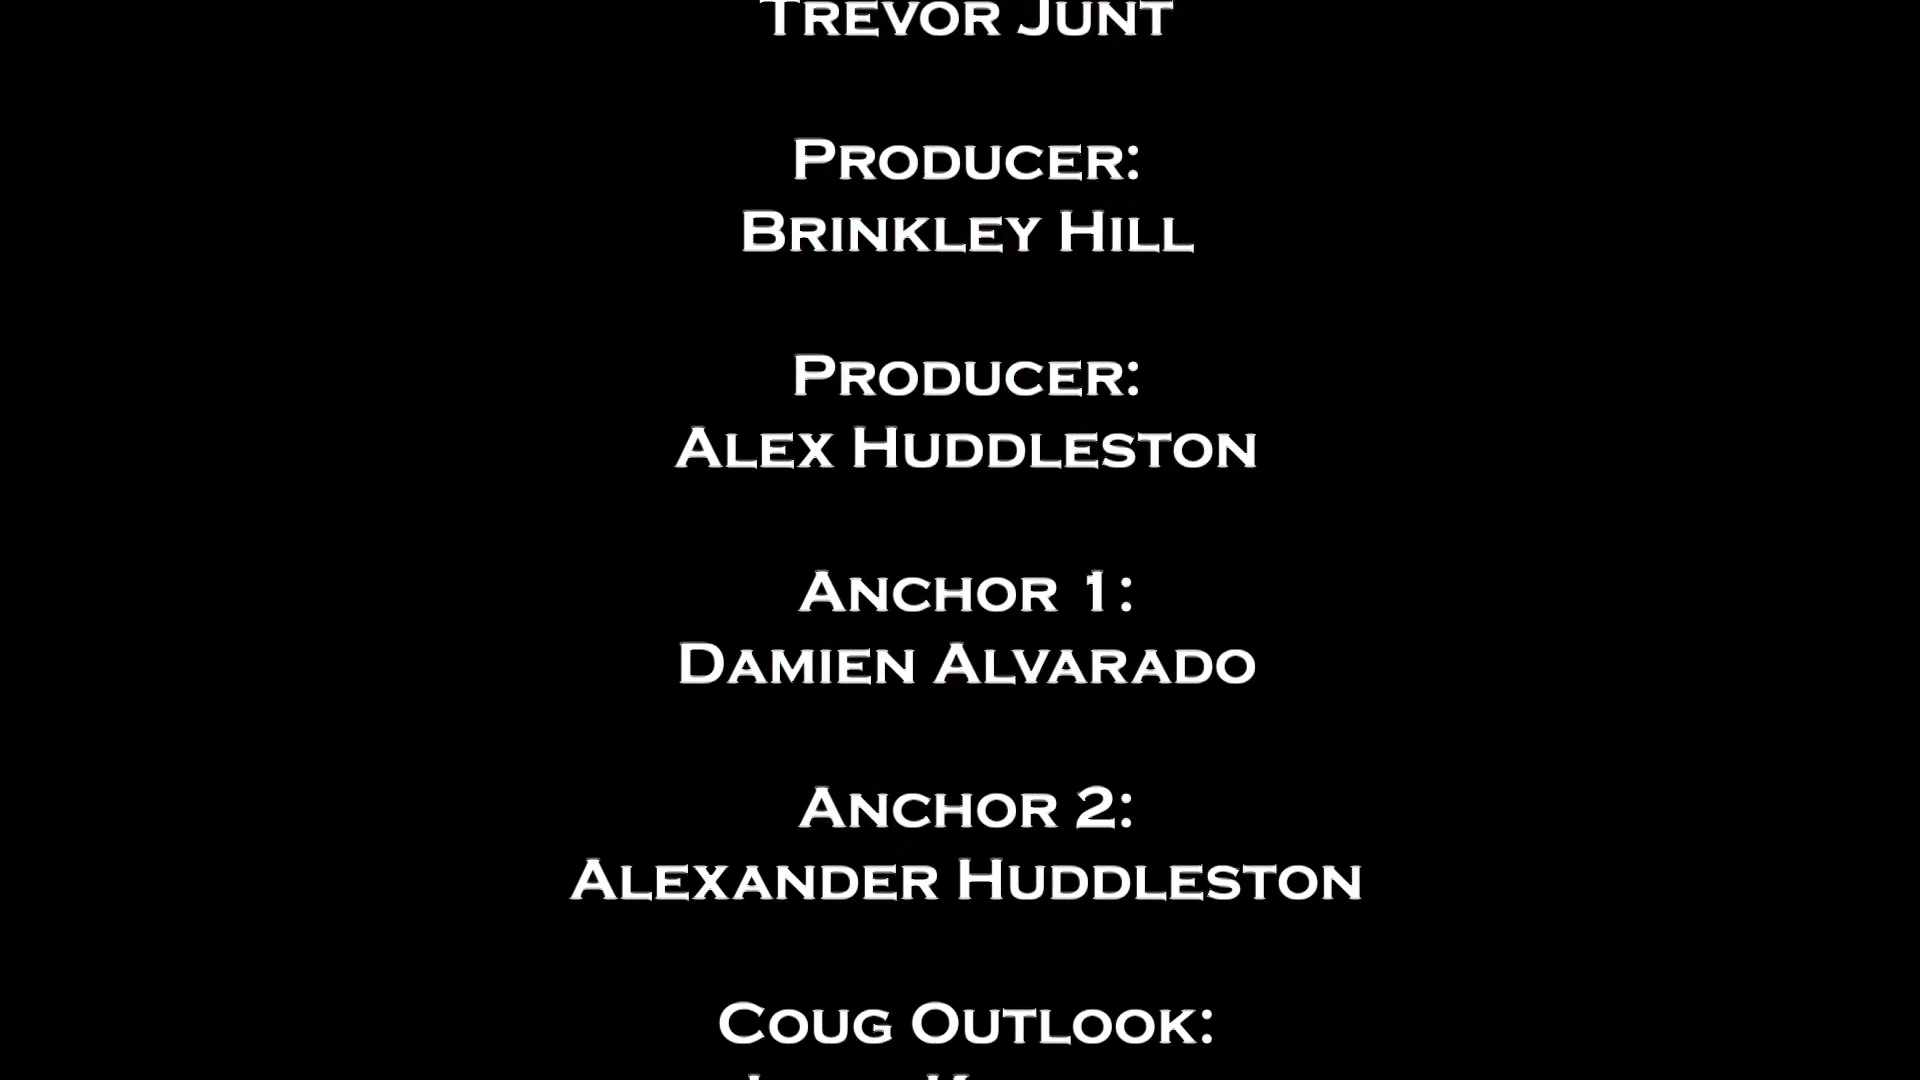 Trevor Junt
Producer:
Brinkley Hill
Producer:
Alex Huddleston
Anchor 1:
Damien Alvarado
Anchor 2:
Alexander Huddleston
Coug Outlook: